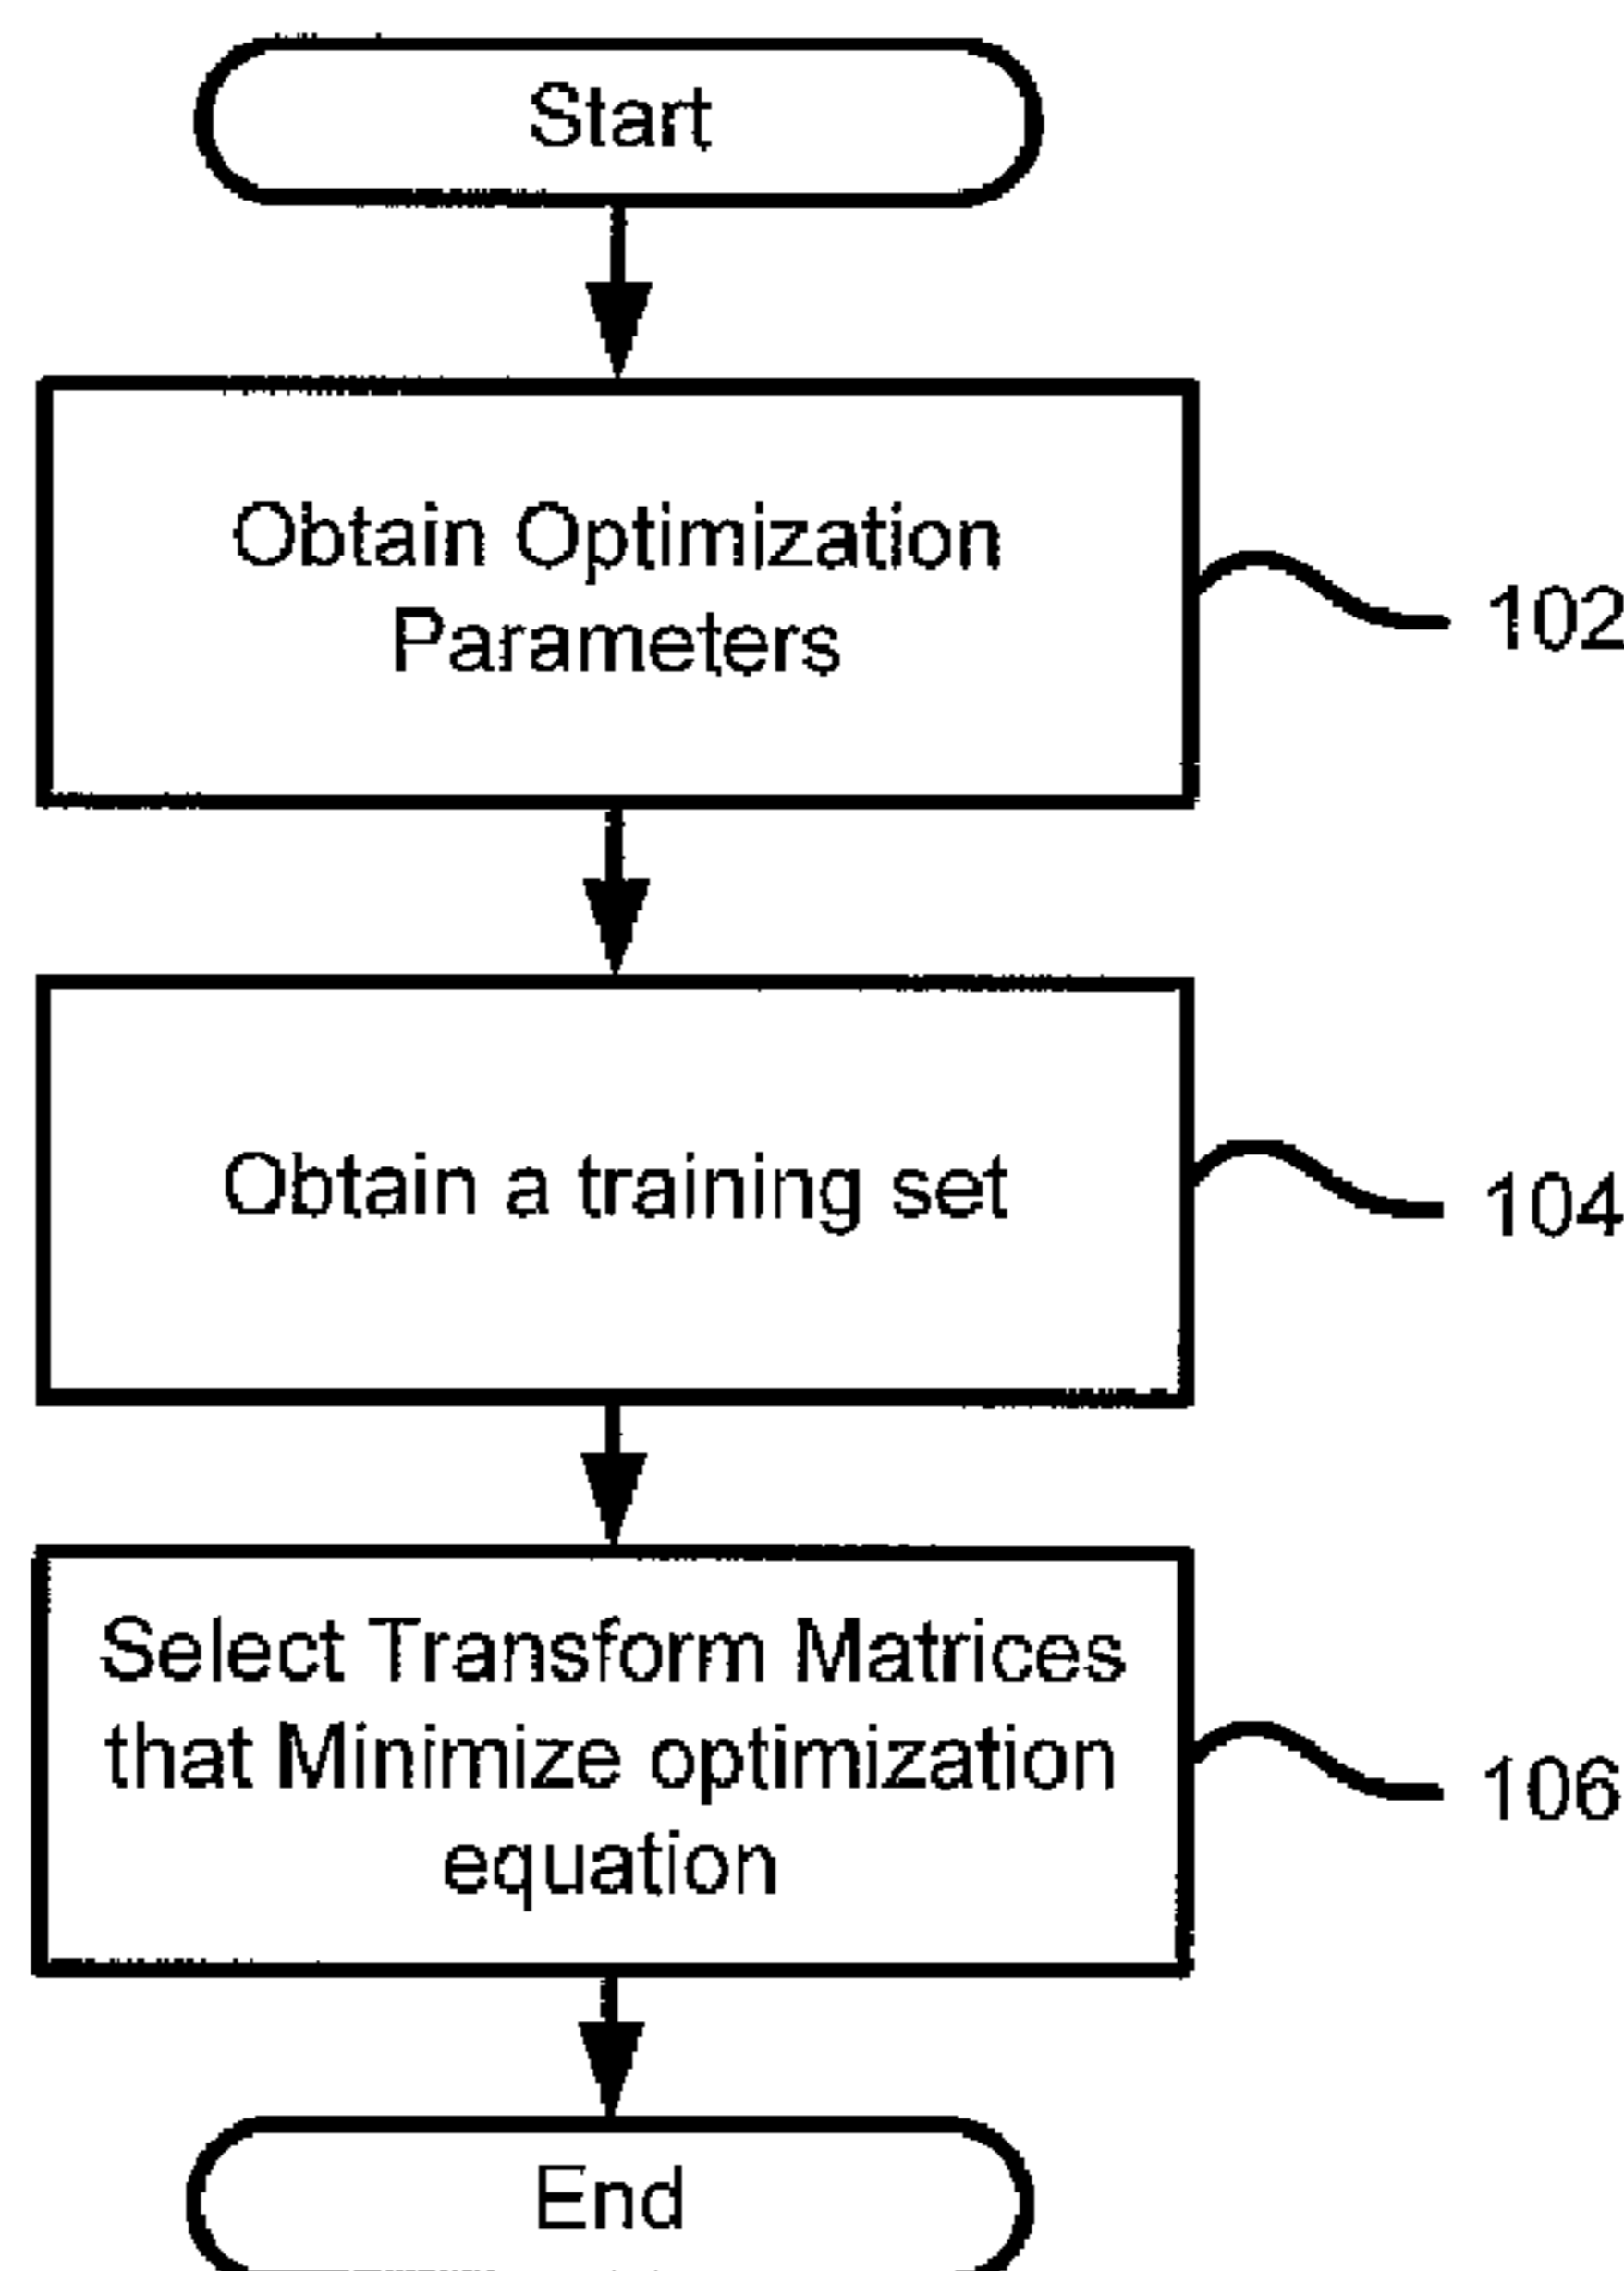 Start
Obtain Optimization
Parameters
102
Obtain a training set
104
Select Transform Matrices
that Minimize optimization
equation
106
End